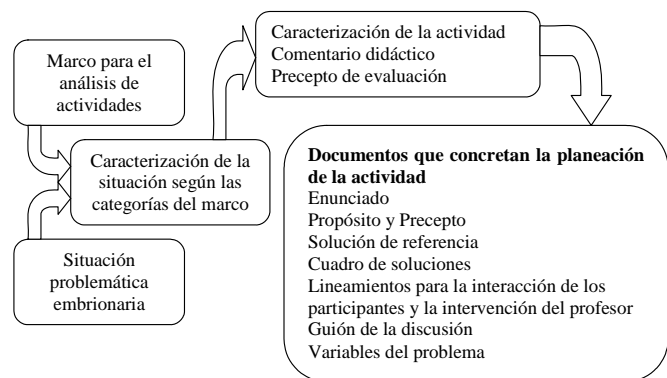 Marco para el
análisis de
actividades
Caracterización de la
situación según las
categorías del marco
Situación
problemática
embrionaria
Caracterización de la actividad
Comentario didáctico
Precepto de evaluación
Documentos que concretan la planeación
de la actividad
Enunciado
Propósito y Precepto
Solución de referencia
Cuadro de soluciones
Lineamientos para la interacción de los
participantes y la intervención del profesor
Guión de la discusión
Variables del problema